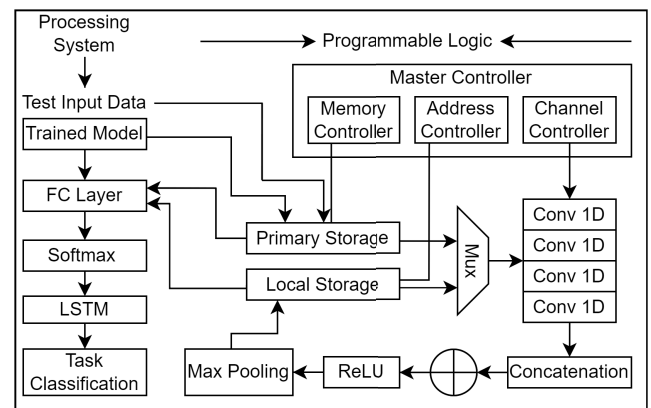 Processing
System
Programmable Logic
Master Controller
Test Input Data
Memory
Controller
Address
Controller
Channel
Controller
Trained Model
FC Layer
Conv 1D
Conv 1D
Conv 1D
Conv 1D
Primary Storage
Mux
Softmax
Local Storage
LSTM
Task
Classification
Max Pooling
ReLU
Concatenation